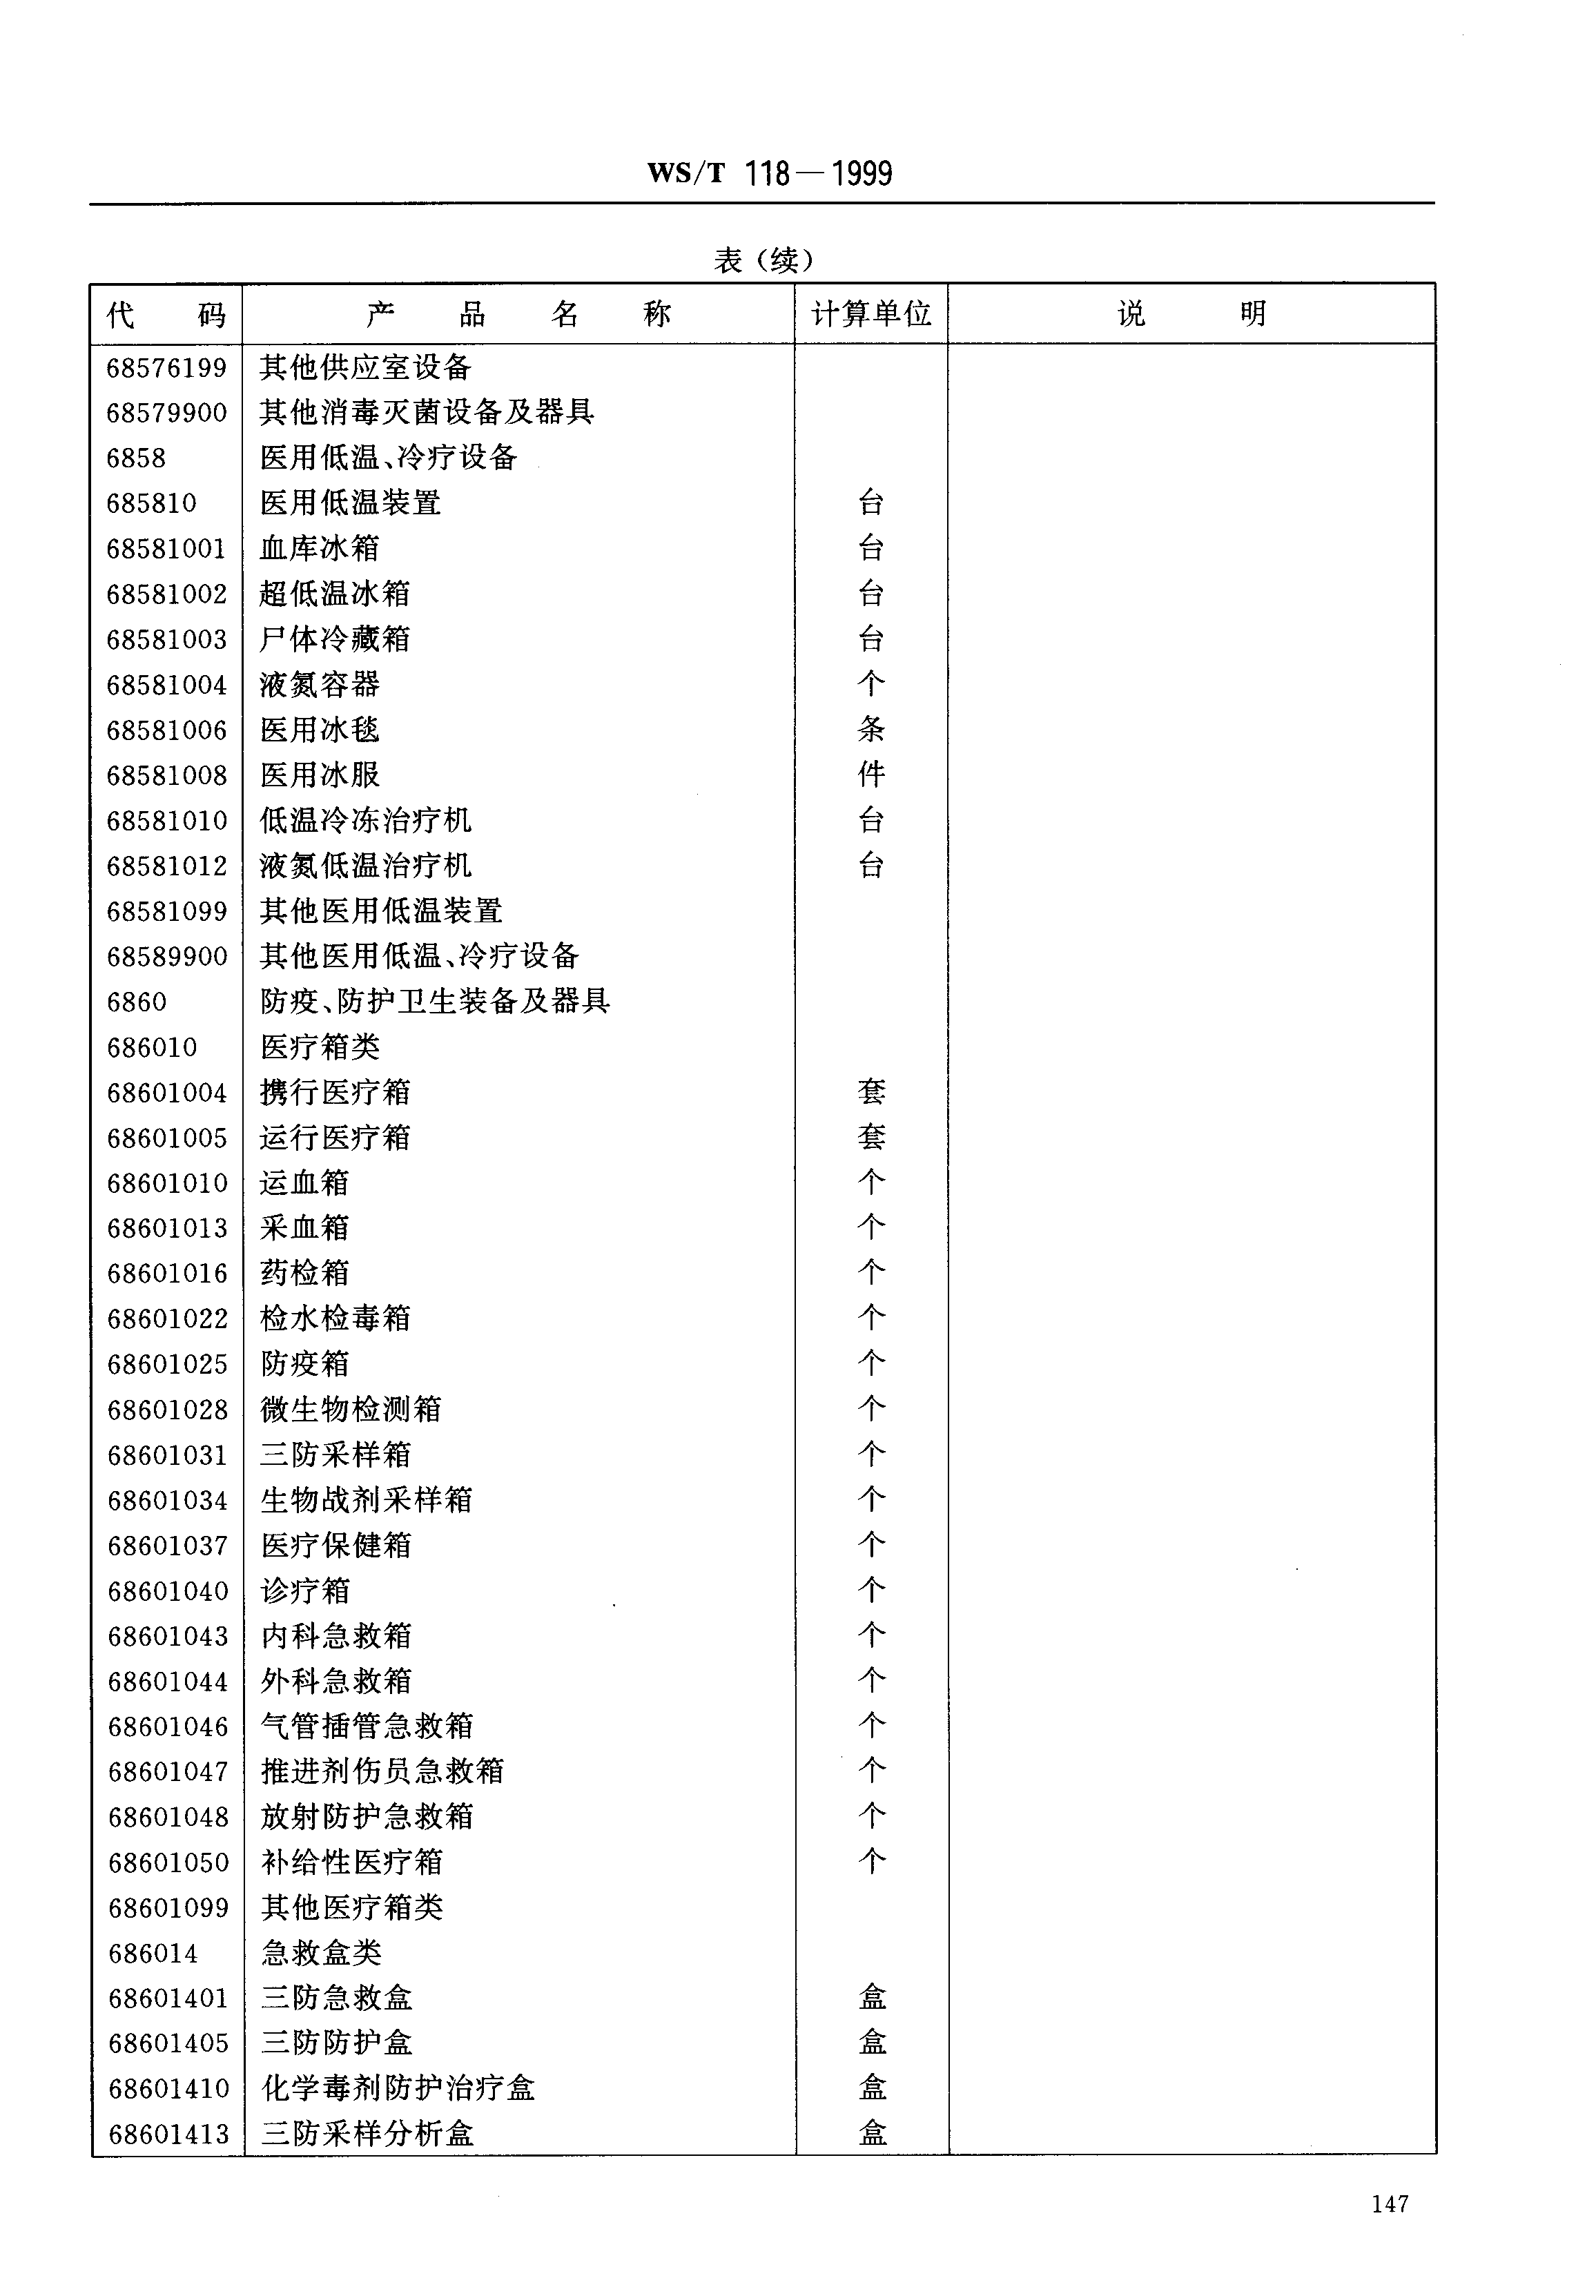 WS/T 118—1999
表（续）
代 码 产 品 名 称 计算单位 说 明
68576199 其他供应室设备
68579900 其他消毒灭菌设备及器具
6858 医用低温、冷疗设备
685810 医用低温装置 台
68581001 血库冰箱 台
68581002 超低温冰箱 台
68581003 尸体冷藏箱 台
68581004 液氮容器 个
68581006 医用冰毯 条
68581008 医用冰服 件
68581010 低温冷冻治疗机 台
68581012 液氮低温治疗机 台
68581099 其他医用低温装置
68589900 其他医用低温、冷疗设备
6860 防疫、防护卫生装备及器具
686010 医疗箱类
68601004 携行医疗箱 套
68601005 运行医疗箱 套
68601010 运血箱 个
68601013 采血箱 个
68601016 药检箱 个
68601022 检水检毒箱 个
68601025 防疫箱 个
68601028 微生物检测箱 个
68601031 三防采样箱 个
68601034 生物战剂采样箱 个
68601037 医疗保健箱 个
68601040 诊疗箱 个
68601043 内科急救箱 个
68601044 外科急救箱 个
68601046 气管插管急救箱 个
68601047 推进剂伤员急救箱 个
68601048 放射防护急救箱 个
68601050 补给性医疗箱 个
68601099 其他医疗箱类
686014 急救盒类
68601401 三防急救盒 盒
68601405 三防防护盒 盒
68601410 化学毒剂防护治疗盒 盒
68601413 三防采样分析盒 盒
147